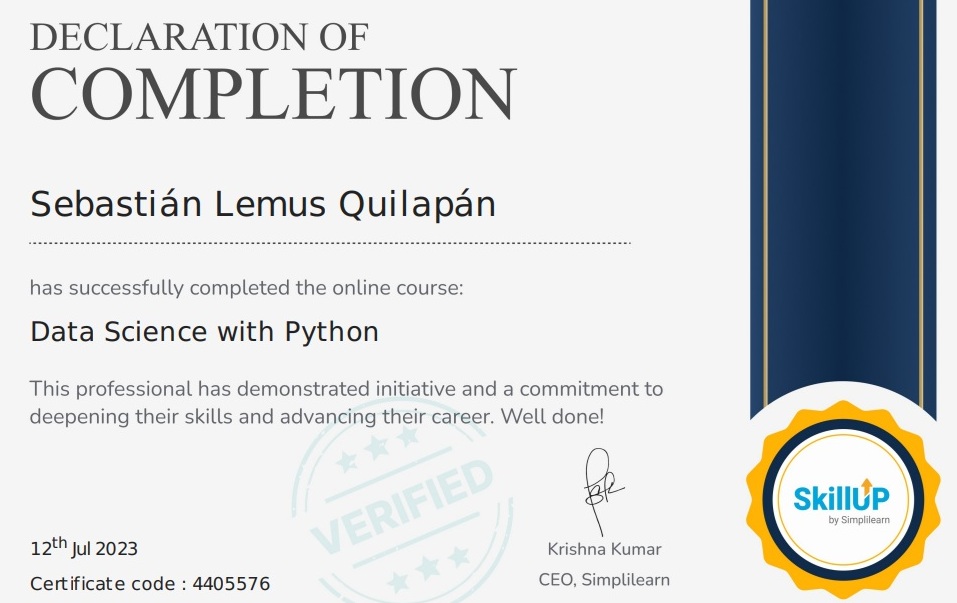 DECLARATION OF
COMPLETION
Sebastián Lemus Quilapán
has successfully completed the online course:
Data Science with Python
This professional has demonstrated initiative and a commitment to
deepening their skills and advancing their career. Well done!
VERIFIED
12th Jul 2023
Certificate code : 4405576
Krishna Kumar
CEO, Simplilearn
SkillUP
by Simplilearn